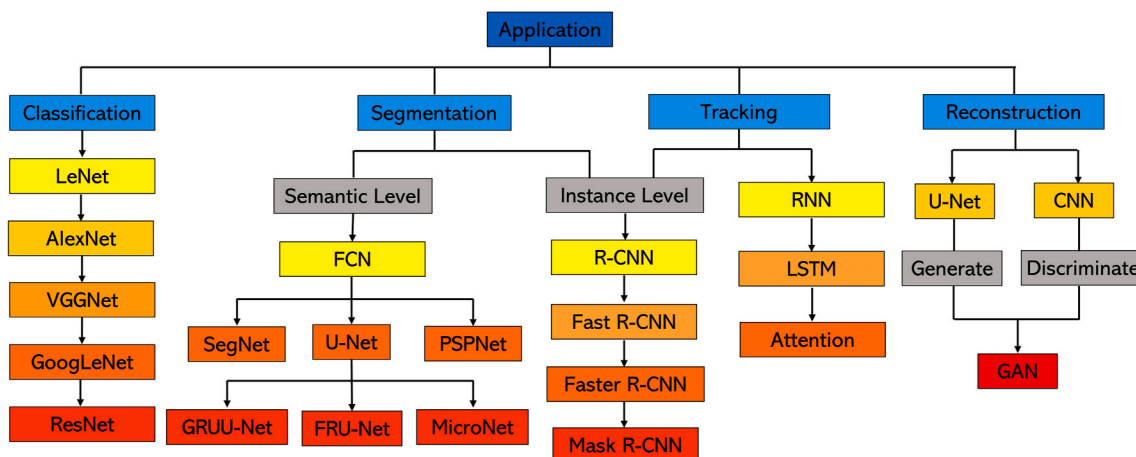 Application
Classification
Segmentation
Tracking
Reconstruction
LeNet
AlexNet
VGGNet
GoogLeNet
ResNet
Semantic Level
FCN
SegNet
U-Net
PSPNet
GRUU-Net
FRU-Net
MicroNet
Instance Level
R-CNN
Fast R-CNN
Faster R-CNN
Mask R-CNN
RNN
LSTM
Attention
U-Net
CNN
Generate
Discriminate
GAN